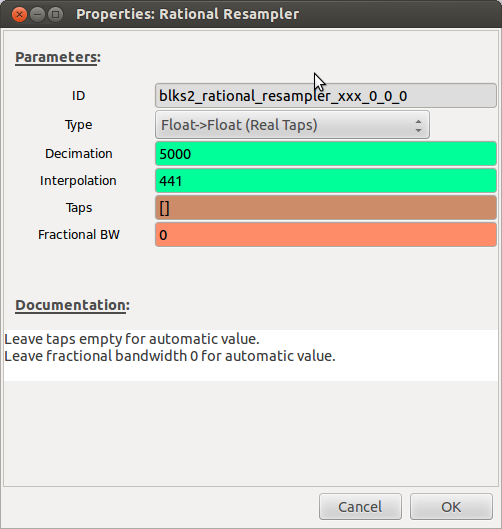 Properties: Rational Resampler
Parameters:
ID blks2_rational_resampler_xxx_0_0_0
Type Float->Float (Real Taps)
Decimation 5000
Interpolation 441
Taps []
Fractional BW 0
Documentation:
Leave taps empty for automatic value.
Leave fractional bandwidth 0 for automatic value.
Cancel OK